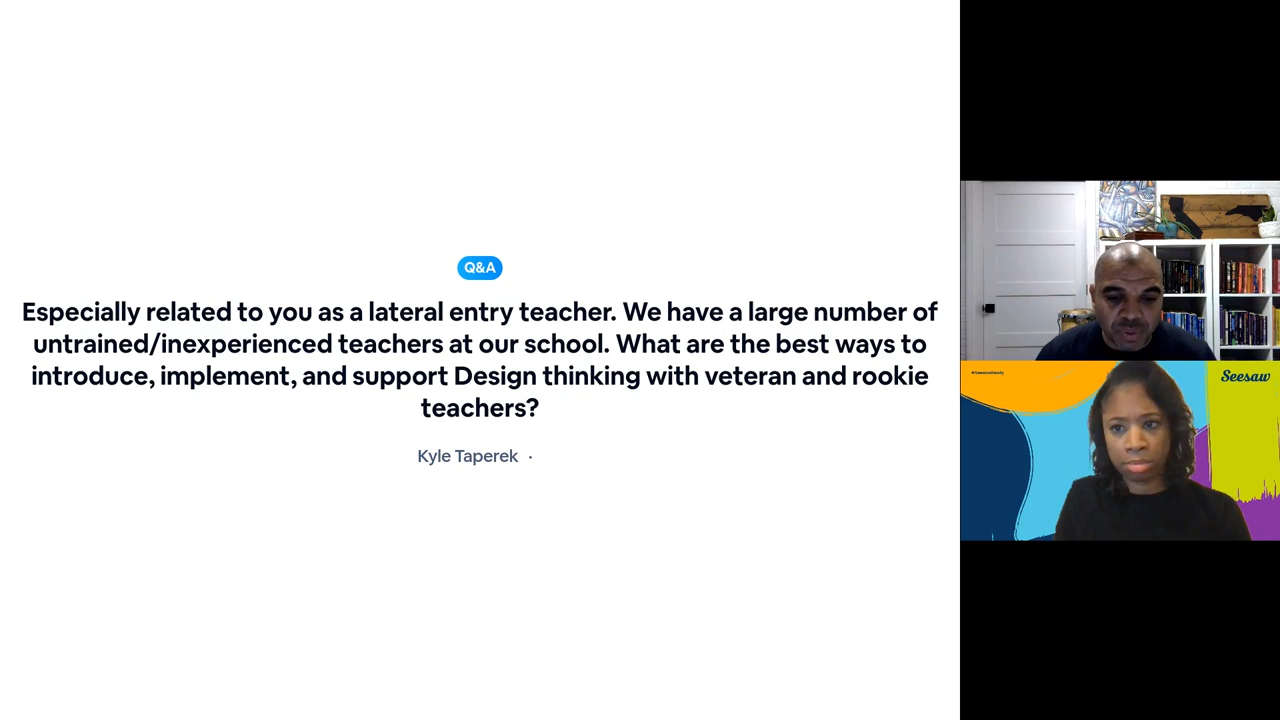 Q&A
Especially related to you as a lateral entry teacher. We have a large number of
untrained/inexperienced teachers at our school. What are the best ways to
introduce, implement, and support Design thinking with veteran and rookie
teachers?
Kyle Taperek ·
Seesaw